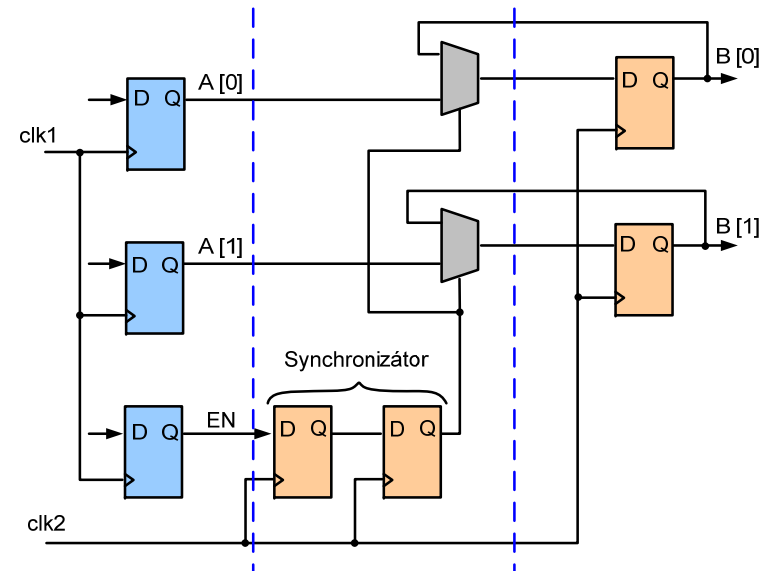 B [0]
A [0]
D Q
D Q
clk1
B [1]
A [1]
D Q
D Q
Synchronizátor
EN
D Q
D Q
D Q
clk2